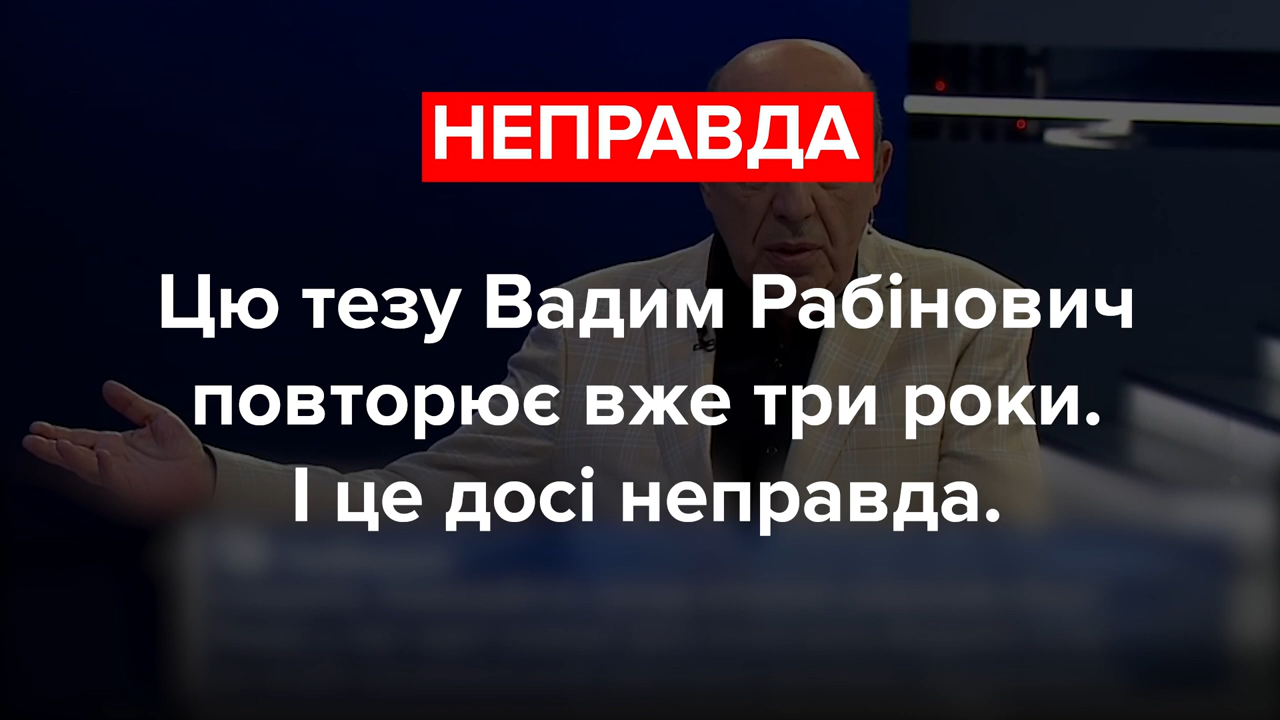 НЕПРАВДА
Цю тезу Вадим Рабінович
повторює вже три роки.
І це досі неправда.